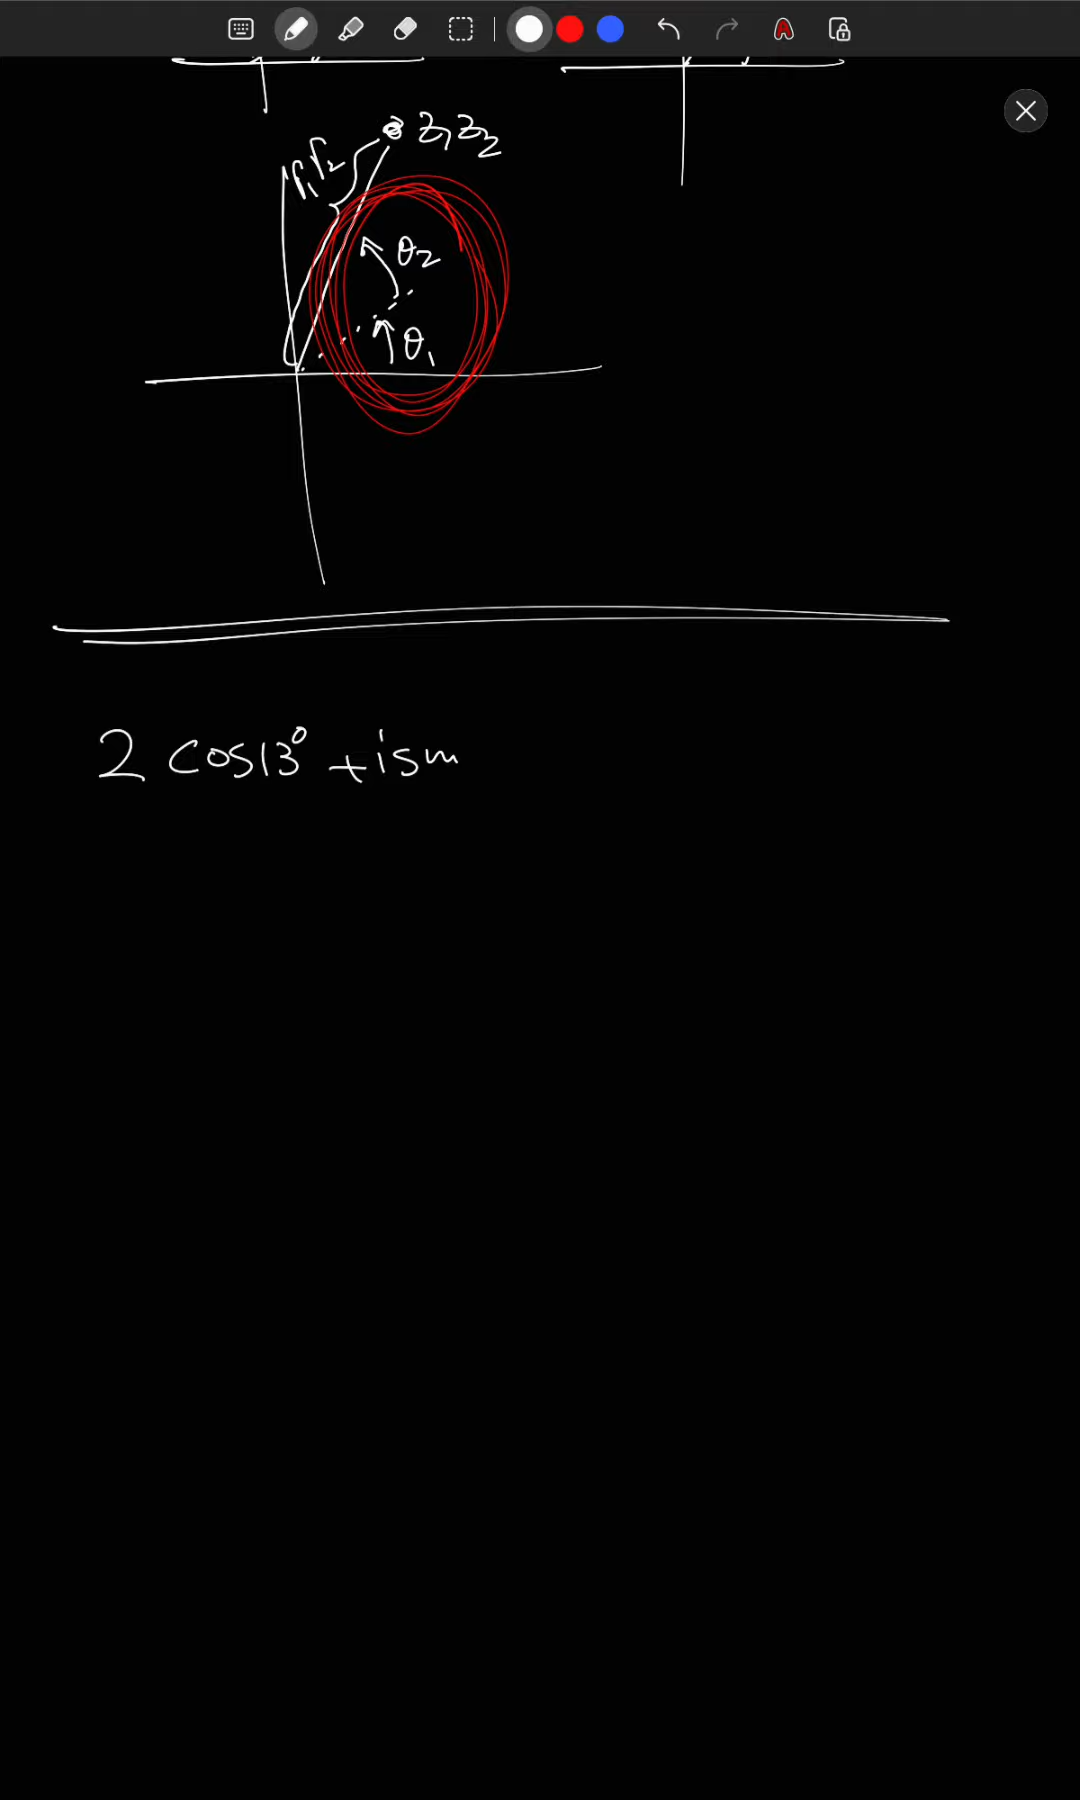 z₁z₂
r₁r₂
θ₂
θ₁
2 cos13° + isin